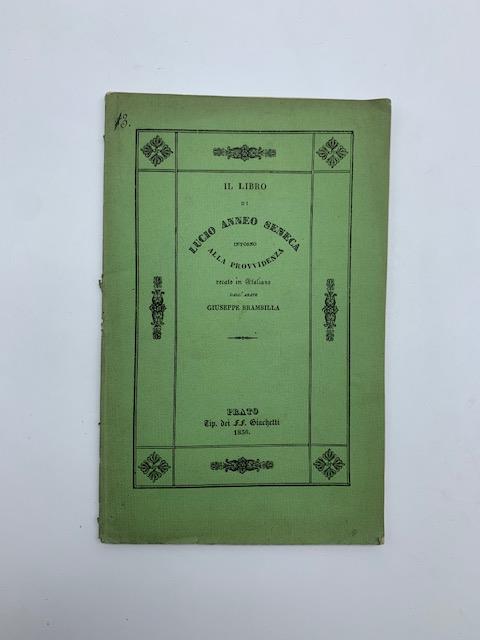 13.
IL LIBRO
DI
LUCIO ANNEO SENECA
INTORNO
ALLA PROVVIDENZA
recato in Italiano
DALL' ABATE
GIUSEPPE BRAMBILLA
PRATO
Tip. dei FF. Giachetti